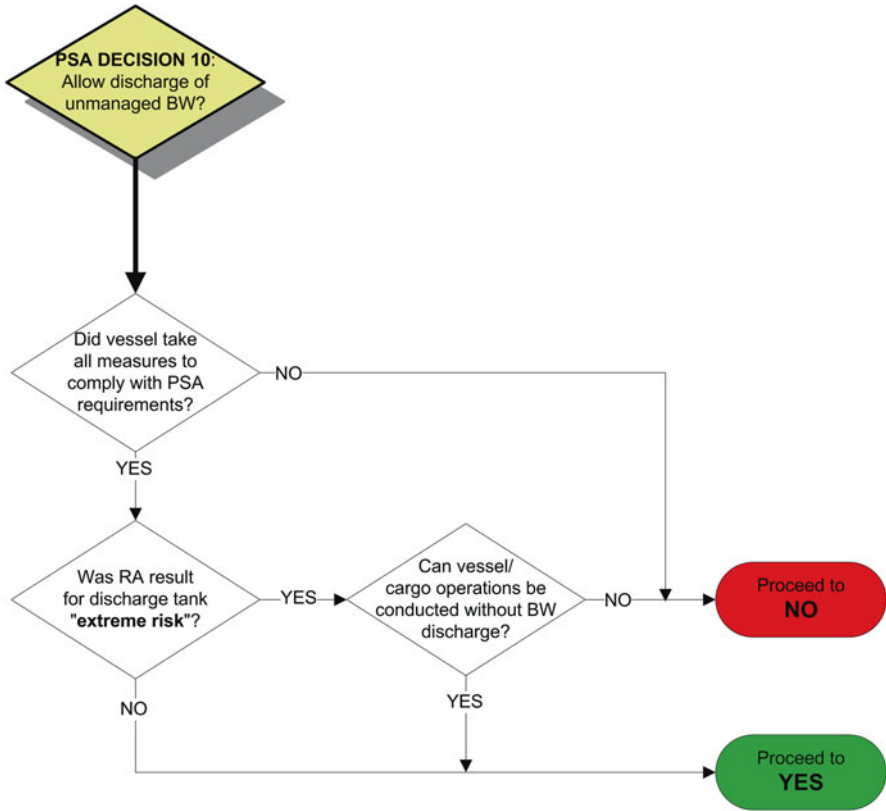 PSA DECISION 10:
Allow discharge of
unmanaged BW?
Did vessel take
all measures to
comply with PSA
requirements?
NO
YES
Was RA result
for discharge tank
"extreme risk"?
YES
Can vessel/
cargo operations be
conducted without BW
discharge?
NO
Proceed to
NO
NO
YES
Proceed to
YES